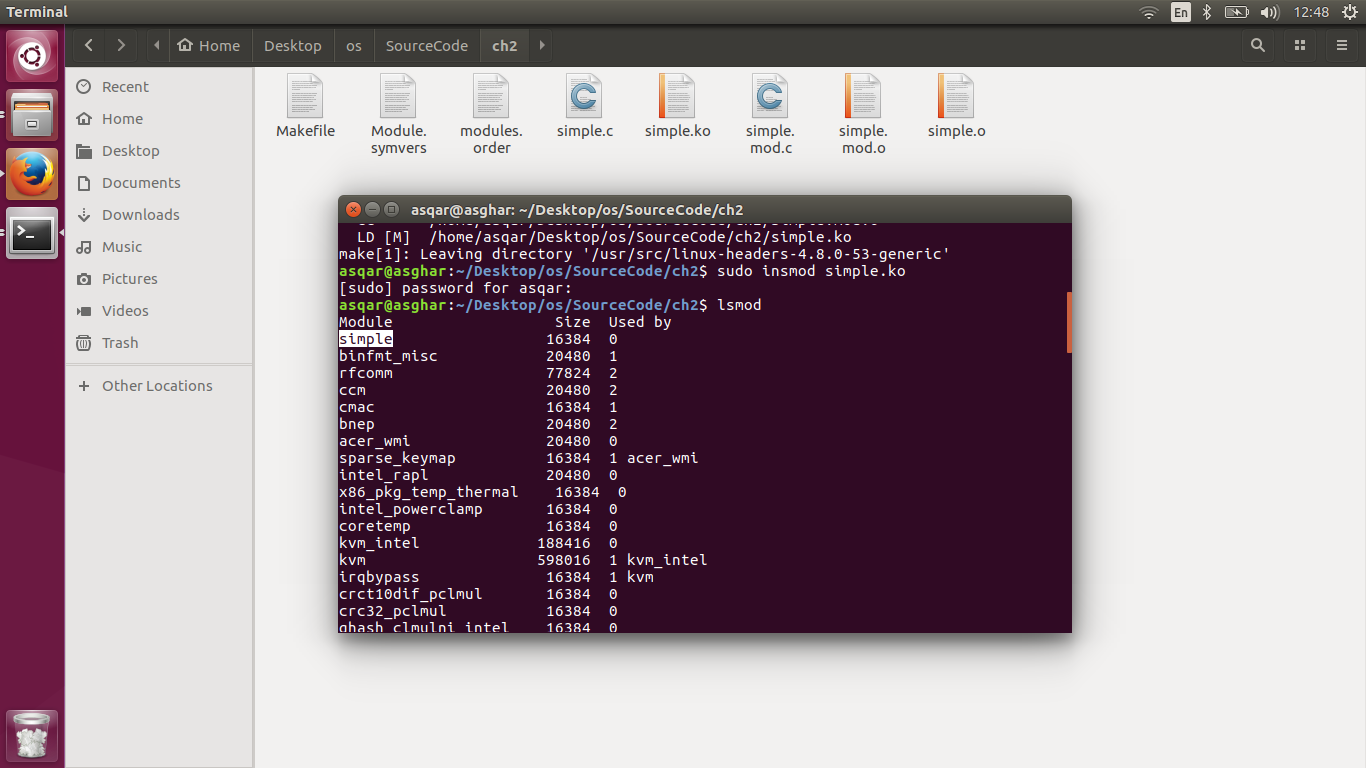 Terminal
En
12:48
Home
Desktop
os
SourceCode
ch2
Recent
Home
Desktop
Documents
Downloads
Music
Pictures
Videos
Trash
Other Locations
Makefile
Module.
symvers
modules.
order
simple.c
simple.ko
simple.
mod.c
simple.
mod.o
simple.o
asqar@asghar: ~/Desktop/os/SourceCode/ch2
LD [M]  /home/asqar/Desktop/os/SourceCode/ch2/simple.ko
make[1]: Leaving directory '/usr/src/linux-headers-4.8.0-53-generic'
asqar@asghar:~/Desktop/os/SourceCode/ch2$ sudo insmod simple.ko
[sudo] password for asqar:
asqar@asghar:~/Desktop/os/SourceCode/ch2$ lsmod
Module                  Size  Used by
simple                 16384  0
binfmt_misc            20480  1
rfcomm                 77824  2
ccm                    20480  2
cmac                   16384  1
bnep                   20480  2
acer_wmi               20480  0
sparse_keymap          16384  1 acer_wmi
intel_rapl             20480  0
x86_pkg_temp_thermal    16384  0
intel_powerclamp       16384  0
coretemp               16384  0
kvm_intel             188416  0
kvm                   598016  1 kvm_intel
irqbypass              16384  1 kvm
crct10dif_pclmul       16384  0
crc32_pclmul           16384  0
ghash_clmulni_intel    16384  0